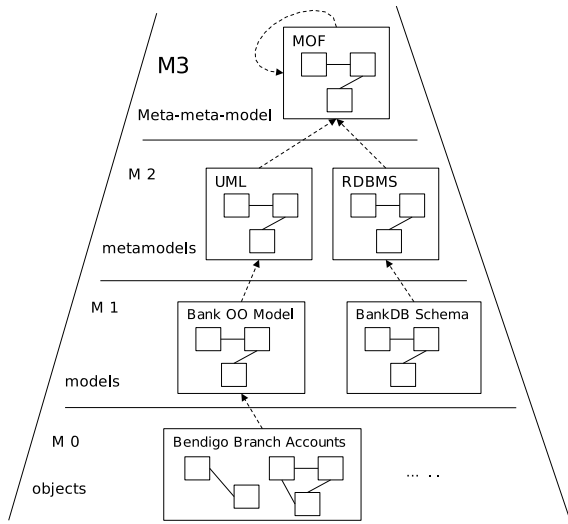 MOF
M3
Meta-meta-model
M 2
UML
RDBMS
metamodels
M 1
Bank OO Model
BankDB Schema
models
M 0
Bendigo Branch Accounts
... . .
objects